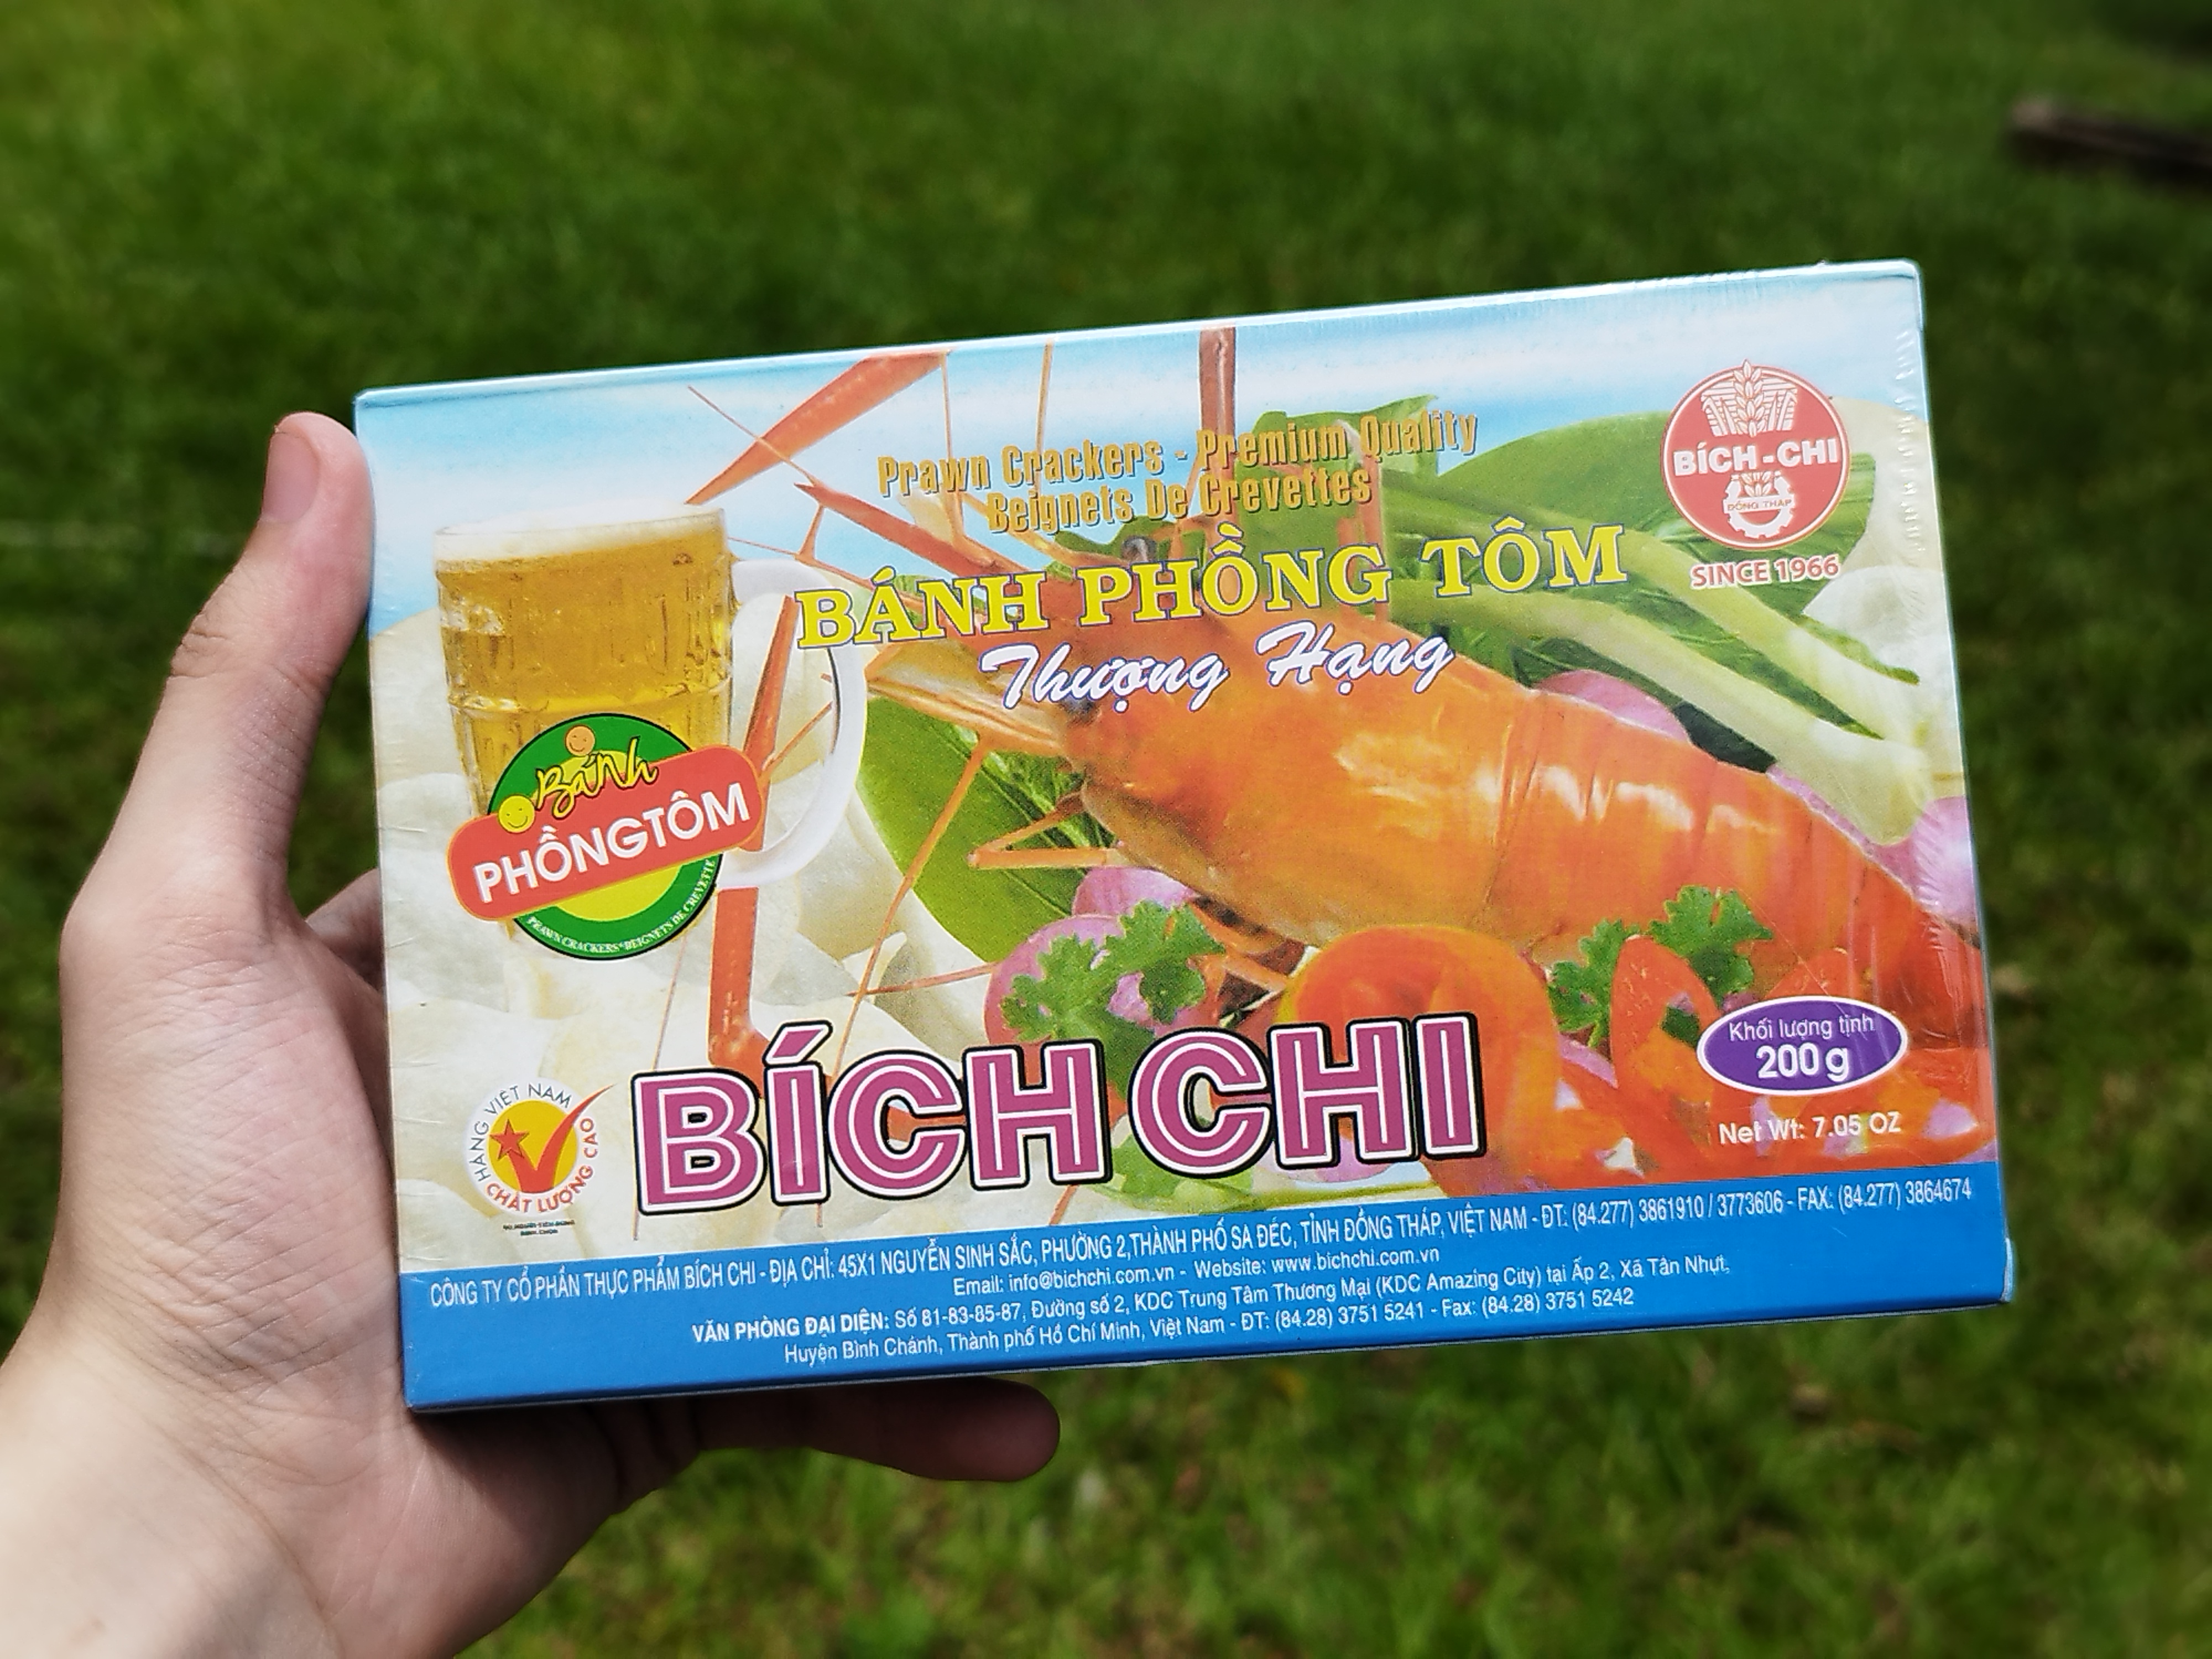 Prawn Crackers - Premium Quality
Beignets De Crevettes
BÁNH PHỒNG TÔM
Thượng Hạng
BÍCH-CHI
ĐỒNG THÁP
SINCE 1966
Bánh
PHỒNGTÔM
PRAWN CRACKERS*BEIGNETS DE CREVETTE
BÍCH CHI
HÀNG VIỆT NAM
CHẤT LƯỢNG CAO
Khối lượng tịnh
200g
Net Wt: 7.05 OZ
CÔNG TY CỔ PHẦN THỰC PHẨM BÍCH CHI - ĐỊA CHỈ: 45X1 NGUYỄN SINH SẮC, PHƯỜNG 2,THÀNH PHỐ SA ĐÉC, TỈNH ĐỒNG THÁP, VIỆT NAM - ĐT: (84.277) 3861910 / 3773606 - FAX: (84.277) 3864674
Email: info@bichchi.com.vn - Website: www.bichchi.com.vn
VĂN PHÒNG ĐẠI DIỆN: Số 81-83-85-87, Đường số 2, KDC Trung Tâm Thương Mại (KDC Amazing City) tại Ấp 2, Xã Tân Nhựt,
Huyện Bình Chánh, Thành phố Hồ Chí Minh, Việt Nam - ĐT: (84.28) 3751 5241 - Fax: (84.28) 3751 5242